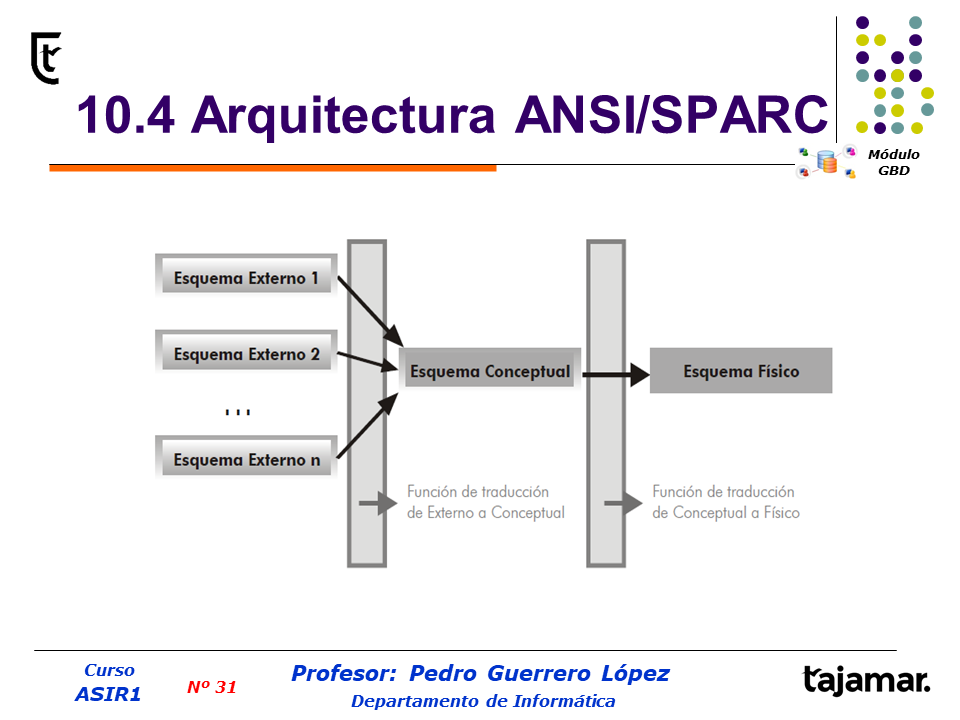 10.4 Arquitectura ANSI/SPARC
Módulo
GBD
Esquema Externo 1
Esquema Externo 2
...
Esquema Externo n
Esquema Conceptual
Esquema Físico
Función de traducción
de Externo a Conceptual
Función de traducción
de Conceptual a Físico
Curso
ASIR1
Nº 31
Profesor: Pedro Guerrero López
Departamento de Informática
tajamar.